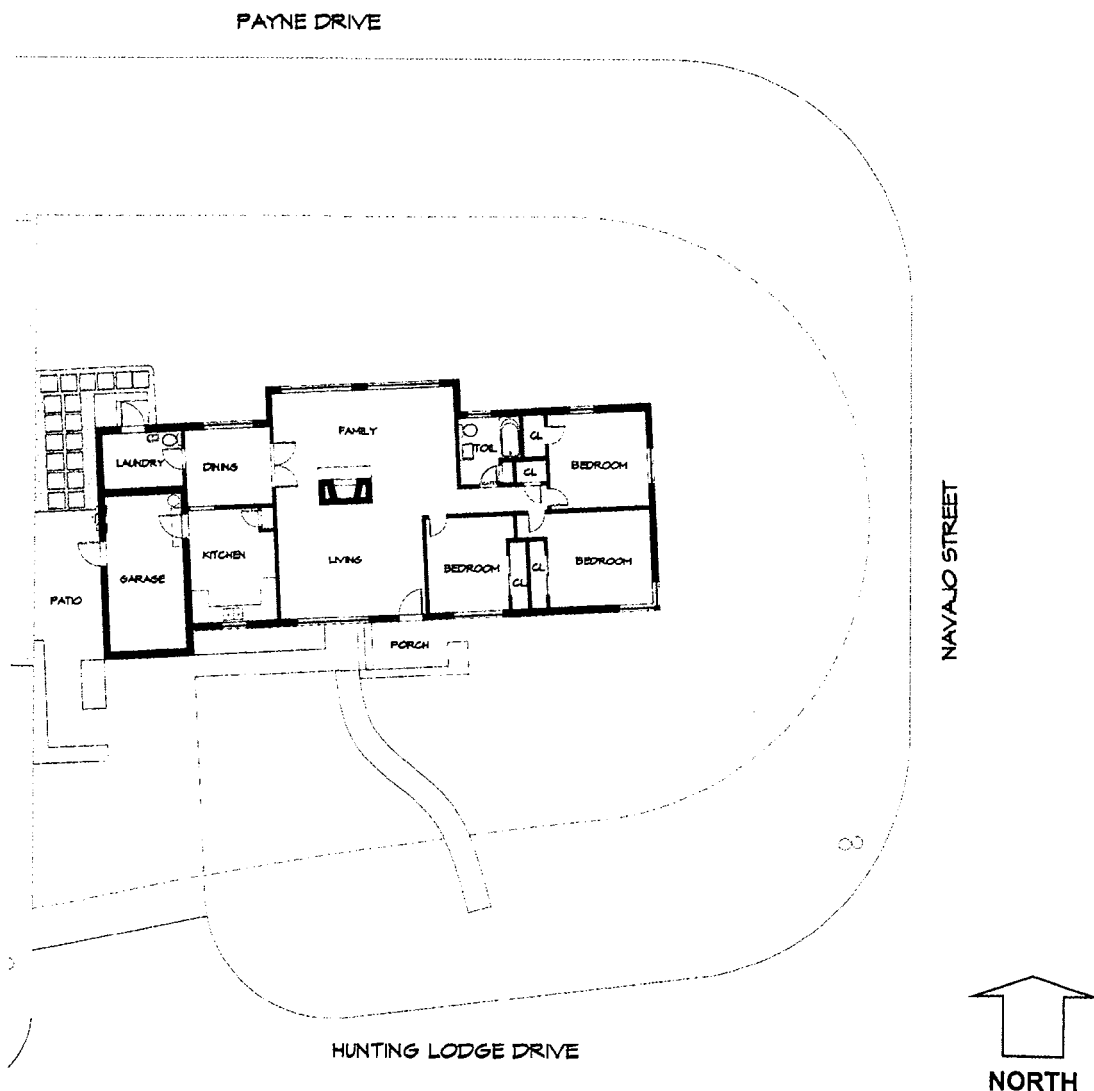 PAYNE DRIVE
FAMILY
CL
TOIL
LAUNDRY
DINING
CL
BEDROOM
KITCHEN
LIVING
BEDROOM
CL
CL
BEDROOM
GARAGE
PATIO
PORCH
NAVAJO STREET
HUNTING LODGE DRIVE
NORTH